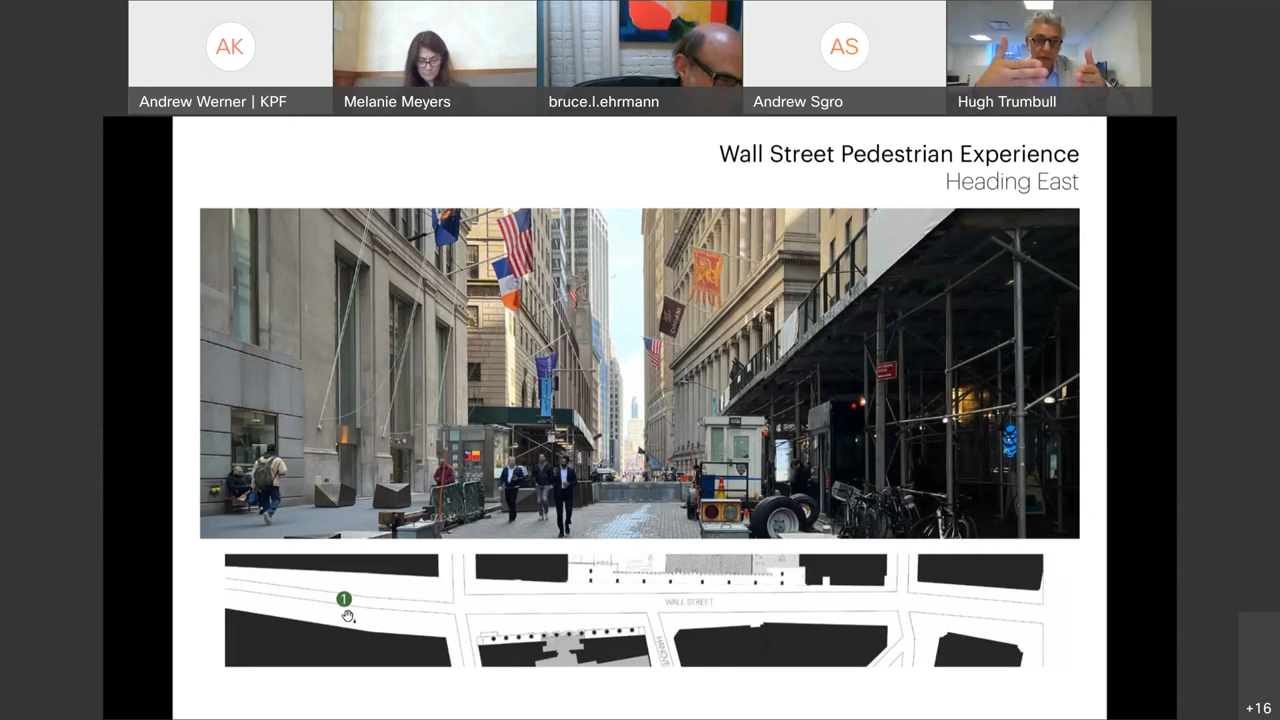 AK
AS
Andrew Werner | KPF
Melanie Meyers
bruce.l.ehrmann
Andrew Sgro
Hugh Trumbull
Wall Street Pedestrian Experience
Heading East
1
WALL STREET
HANOVE
+16